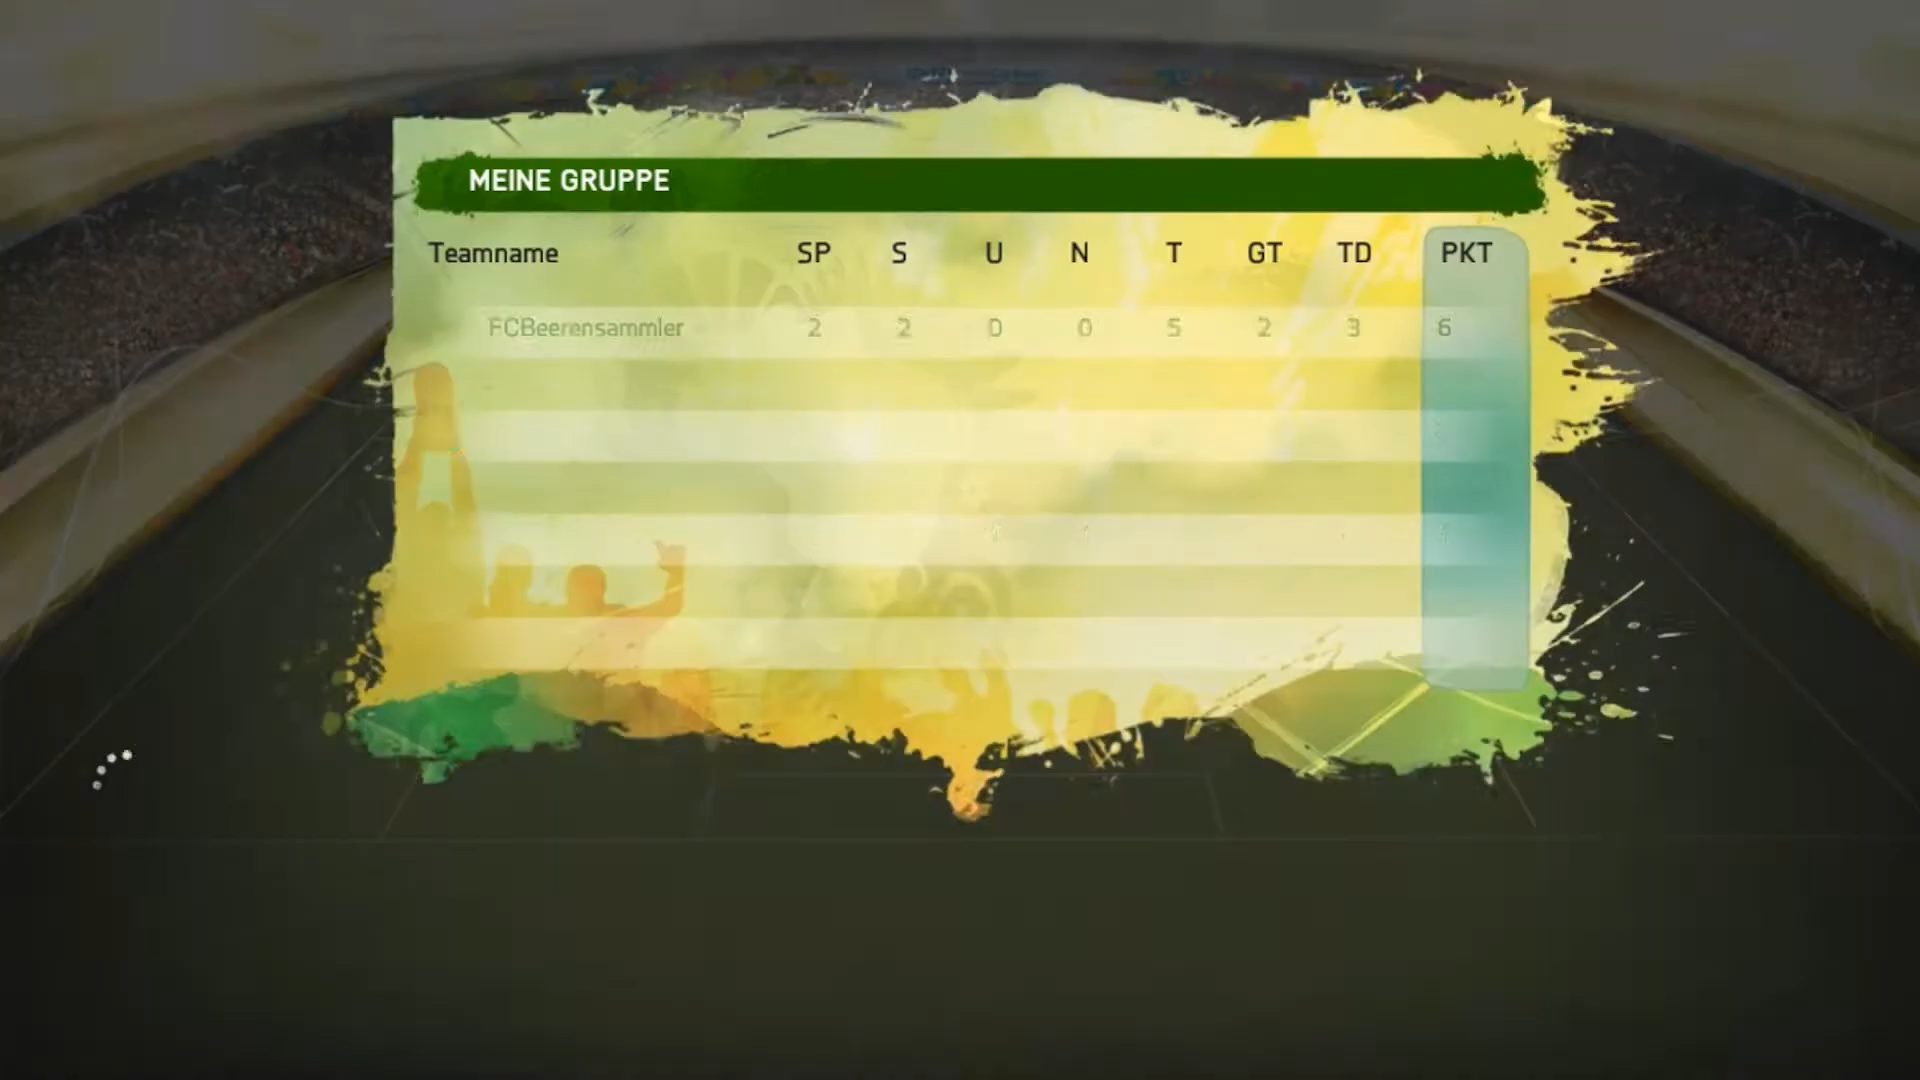 MEINE GRUPPE
Teamname SP S U N T GT TD PKT
FCBeerensammler 2 2 0 0 5 2 3 6